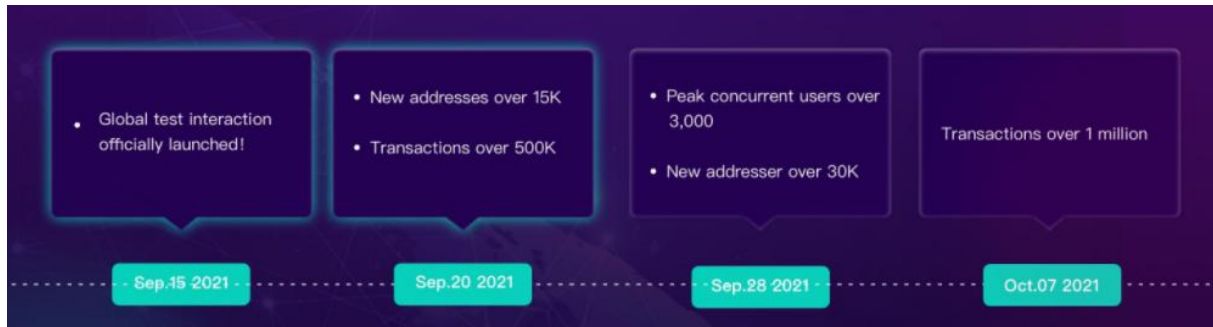 • Global test interaction
officially launched!
• New addresses over 15K
• Transactions over 500K
• Peak concurrent users over
3,000
• New addresser over 30K
Transactions over 1 million
Sep.15 2021
Sep.20 2021
Sep.28 2021
Oct.07 2021